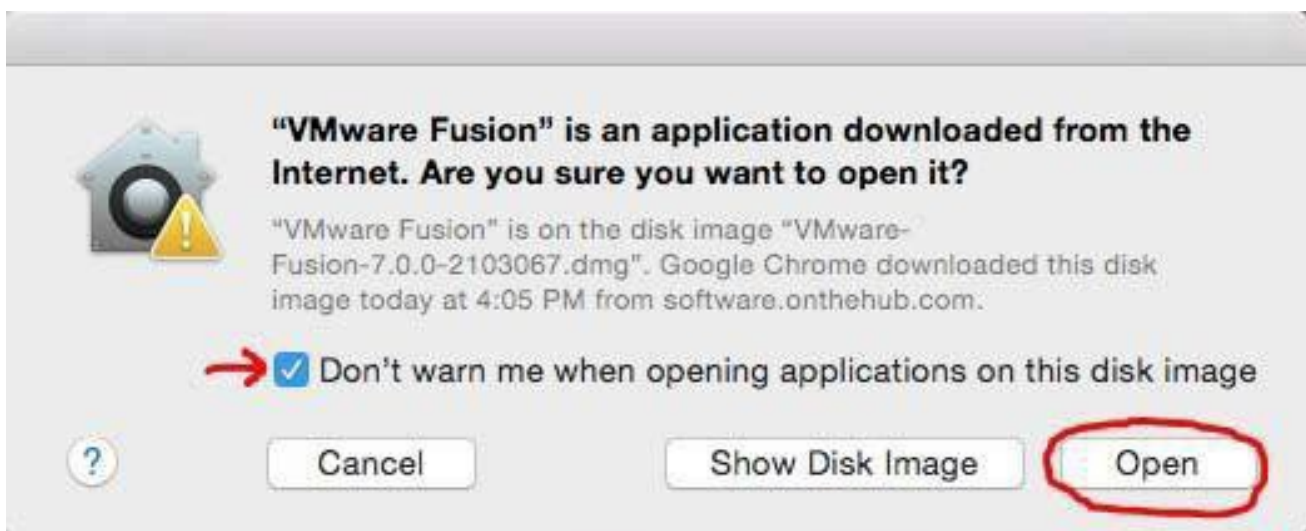 “VMware Fusion” is an application downloaded from the
Internet. Are you sure you want to open it?
“VMware Fusion” is on the disk image “VMware-
Fusion-7.0.0-2103067.dmg”. Google Chrome downloaded this disk
image today at 4:05 PM from software.onthehub.com.
Don't warn me when opening applications on this disk image
? Cancel Show Disk Image Open